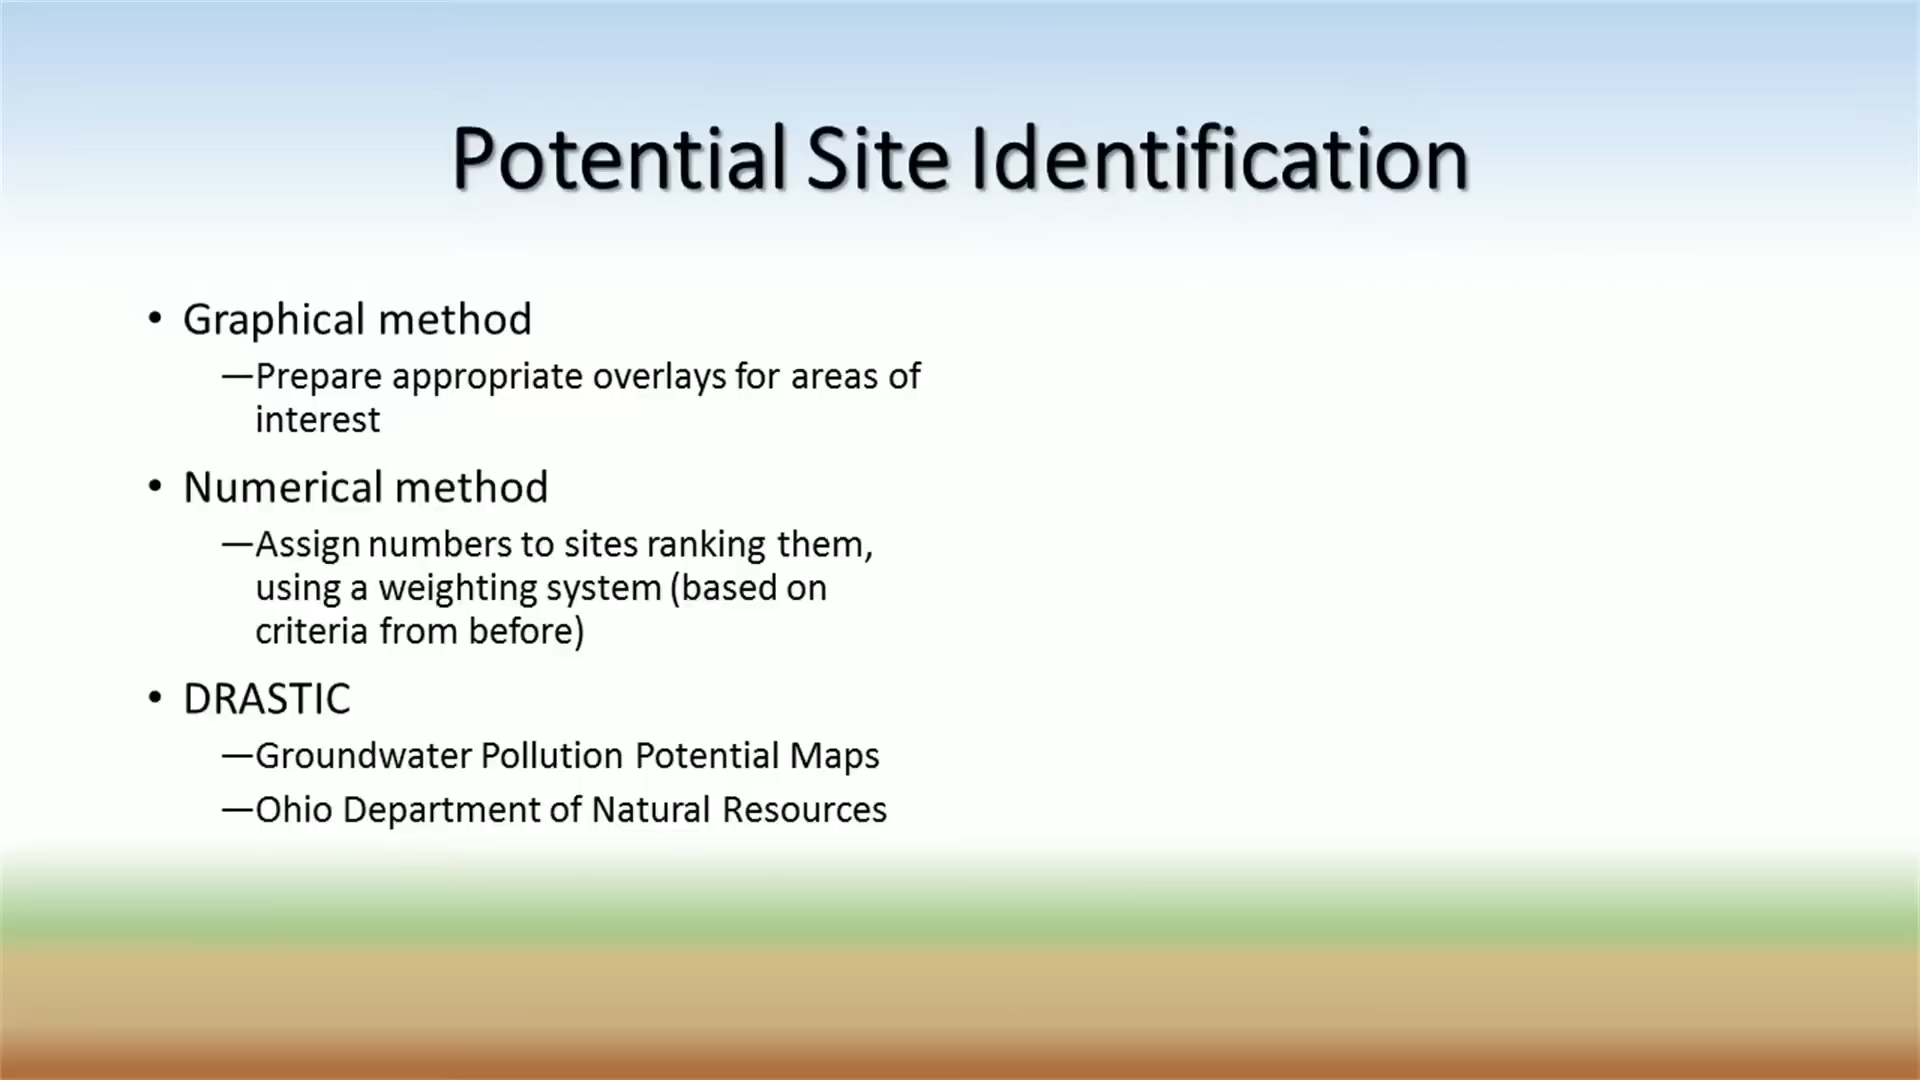 Potential Site Identification
• Graphical method
—Prepare appropriate overlays for areas of
interest
• Numerical method
—Assign numbers to sites ranking them,
using a weighting system (based on
criteria from before)
• DRASTIC
—Groundwater Pollution Potential Maps
—Ohio Department of Natural Resources